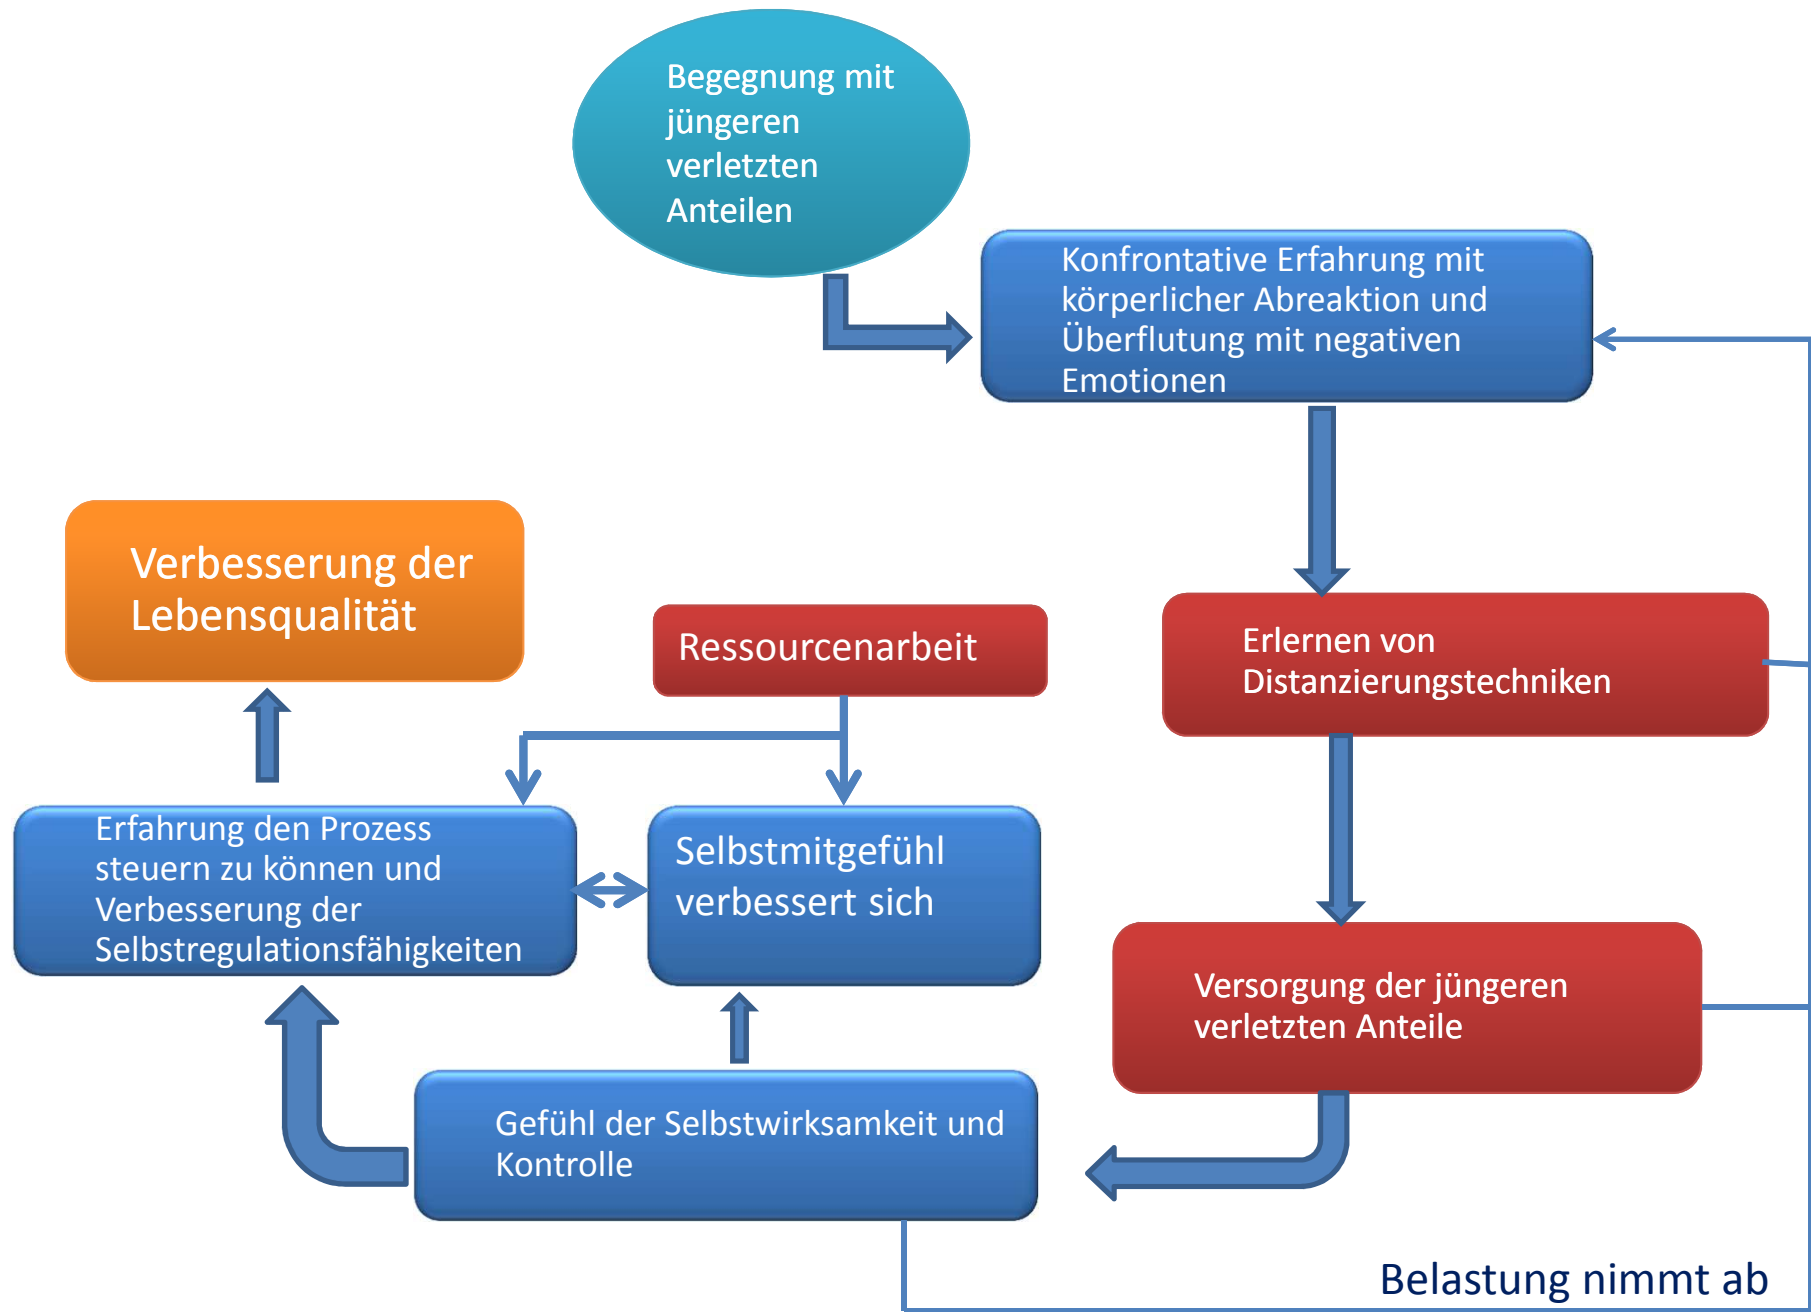 Begegnung mit
jüngeren
verletzten
Anteilen
Konfrontative Erfahrung mit
körperlicher Abreaktion und
Überflutung mit negativen
Emotionen
Verbesserung der
Lebensqualität
Ressourcenarbeit
Erlernen von
Distanzierungstechniken
Erfahrung den Prozess
steuern zu können und
Verbesserung der
Selbstregulationsfähigkeiten
Selbstmitgefühl
verbessert sich
Versorgung der jüngeren
verletzten Anteile
Gefühl der Selbstwirksamkeit und
Kontrolle
Belastung nimmt ab